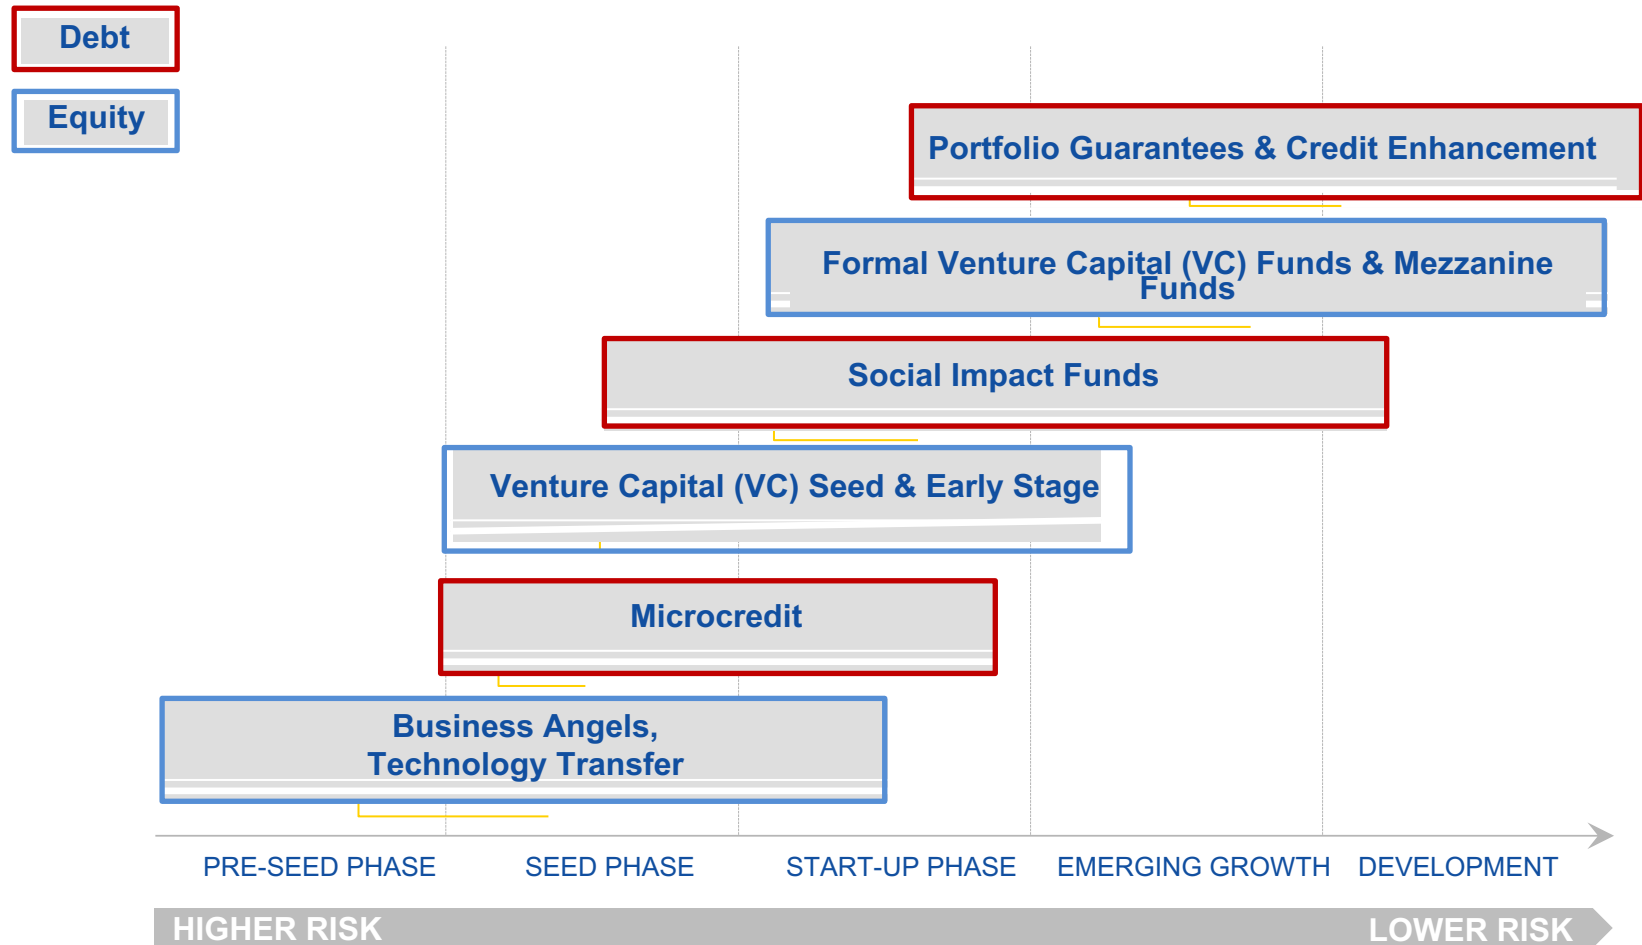 Debt
Equity
Portfolio Guarantees & Credit Enhancement
Formal Venture Capital (VC) Funds & Mezzanine
Funds
Social Impact Funds
Venture Capital (VC) Seed & Early Stage
Microcredit
Business Angels,
Technology Transfer
PRE-SEED PHASE
SEED PHASE
START-UP PHASE
EMERGING GROWTH
DEVELOPMENT
HIGHER RISK
LOWER RISK